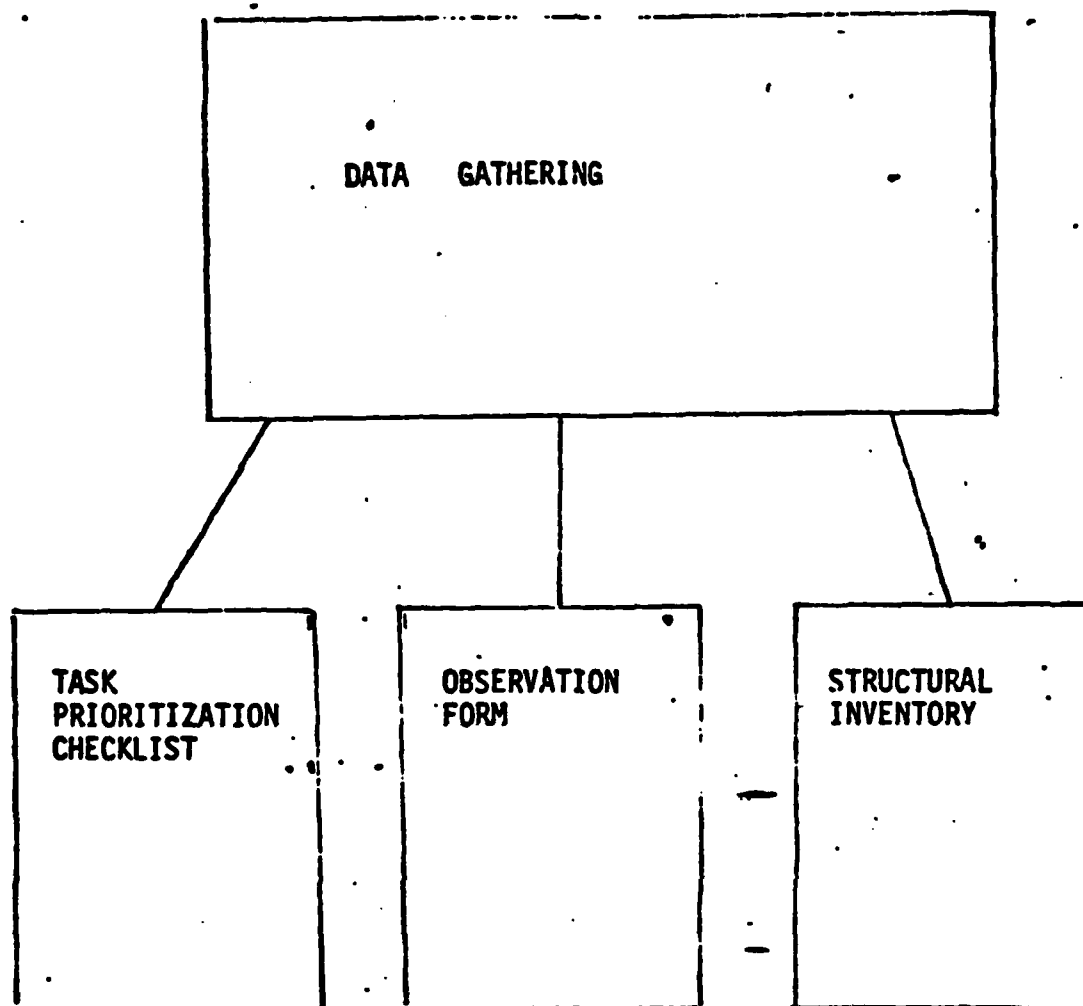 DATA GATHERING
TASK
PRIORITIZATION
CHECKLIST
OBSERVATION
FORM
STRUCTURAL
INVENTORY